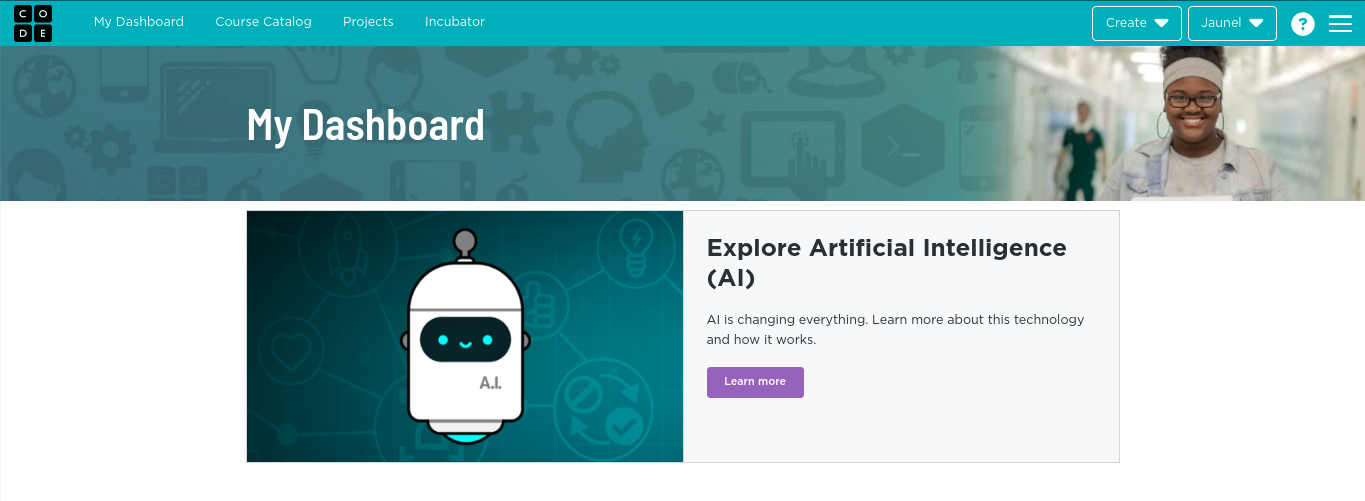 C O
D E
My Dashboard
Course Catalog
Projects
Incubator
Create
Jaunel
?
My Dashboard
A.I.
Explore Artificial Intelligence
(AI)
AI is changing everything. Learn more about this technology
and how it works.
Learn more